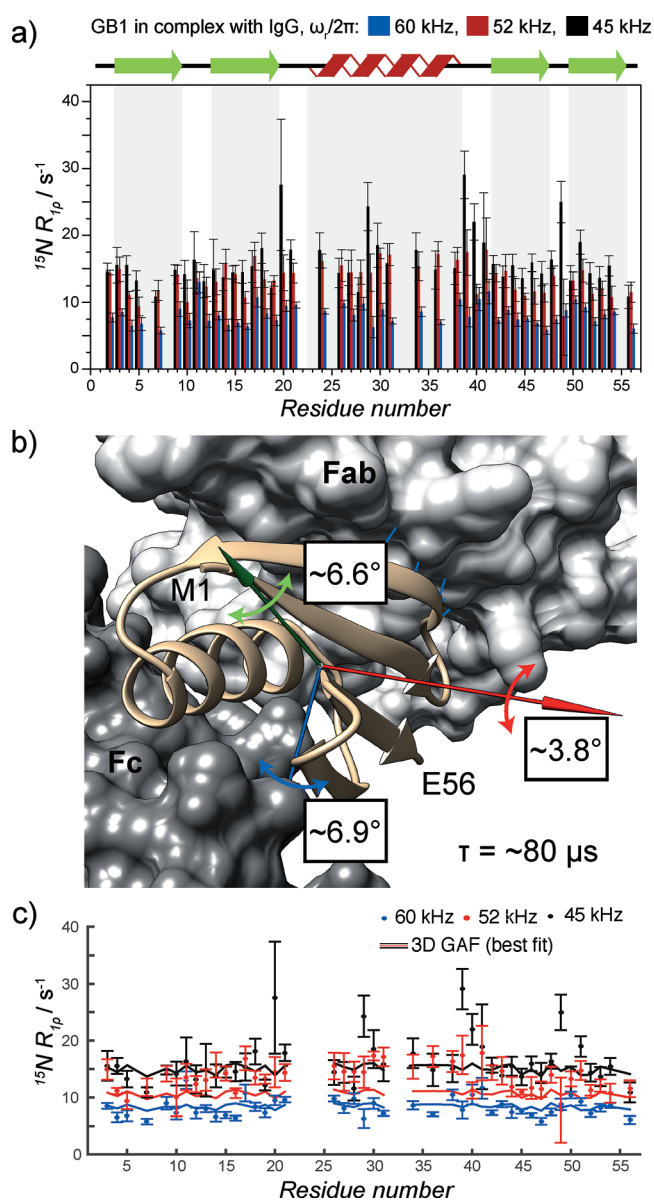 a)
GB1 in complex with IgG, ωr/2π: 60 kHz, 52 kHz, 45 kHz
40
30
20
10
0
15N R1ρ / s-1
0 5 10 15 20 25 30 35 40 45 50 55
Residue number
b)
Fab
M1
~6.6°
Fc
~3.8°
E56
~6.9°
τ = ~80 µs
c)
60 kHz 52 kHz 45 kHz
3D GAF (best fit)
40
30
20
10
0
15N R1ρ / s-1
5 10 15 20 25 30 35 40 45 50 55
Residue number